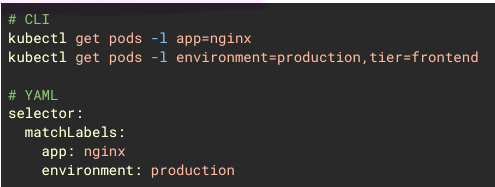 # CLI
kubectl get pods -l app=nginx
kubectl get pods -l environment=production,tier=frontend

# YAML
selector:
  matchLabels:
    app: nginx
    environment: production